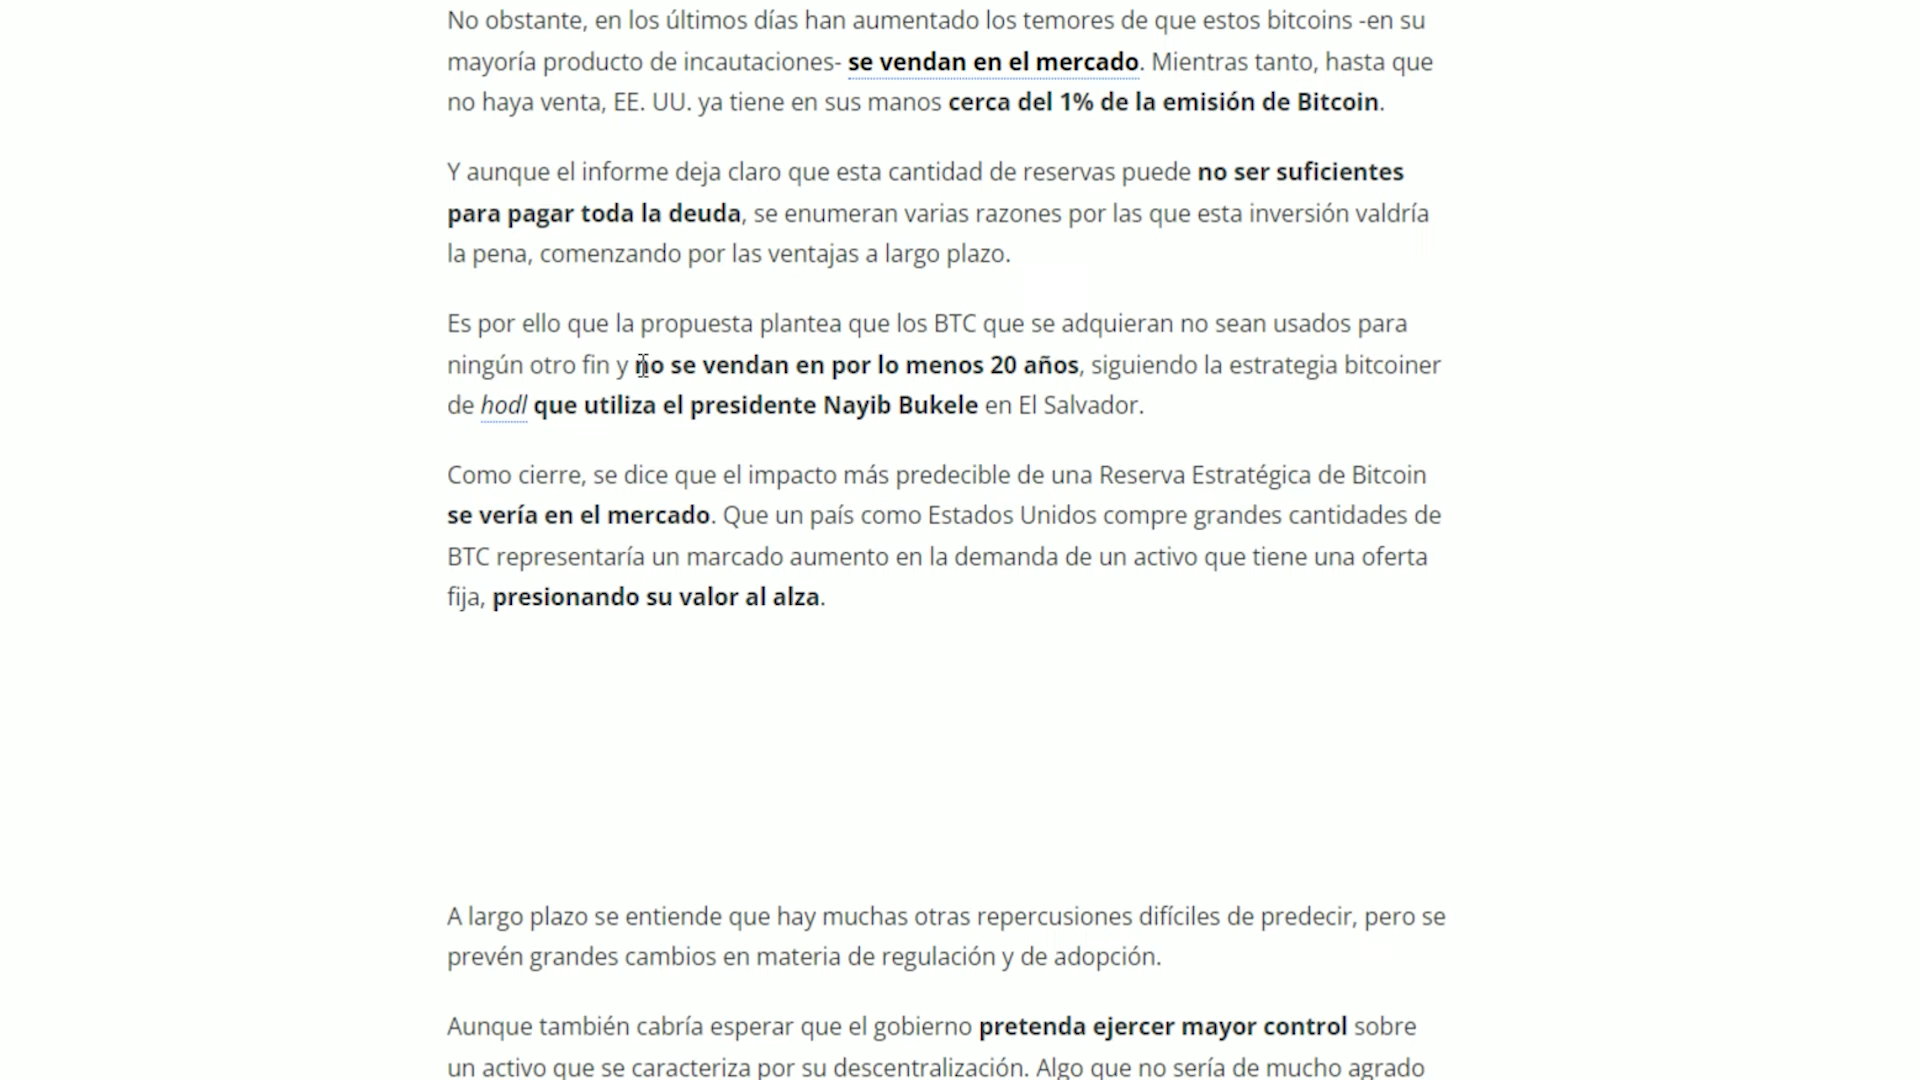 No obstante, en los últimos días han aumentado los temores de que estos bitcoins -en su
mayoría producto de incautaciones- se vendan en el mercado. Mientras tanto, hasta que
no haya venta, EE. UU. ya tiene en sus manos cerca del 1% de la emisión de Bitcoin.
Y aunque el informe deja claro que esta cantidad de reservas puede no ser suficientes
para pagar toda la deuda, se enumeran varias razones por las que esta inversión valdría
la pena, comenzando por las ventajas a largo plazo.
Es por ello que la propuesta plantea que los BTC que se adquieran no sean usados para
ningún otro fin y no se vendan en por lo menos 20 años, siguiendo la estrategia bitcoiner
de hodl que utiliza el presidente Nayib Bukele en El Salvador.
Como cierre, se dice que el impacto más predecible de una Reserva Estratégica de Bitcoin
se vería en el mercado. Que un país como Estados Unidos compre grandes cantidades de
BTC representaría un marcado aumento en la demanda de un activo que tiene una oferta
fija, presionando su valor al alza.
A largo plazo se entiende que hay muchas otras repercusiones difíciles de predecir, pero se
prevén grandes cambios en materia de regulación y de adopción.
Aunque también cabría esperar que el gobierno pretenda ejercer mayor control sobre
un activo que se caracteriza por su descentralización. Algo que no sería de mucho agrado